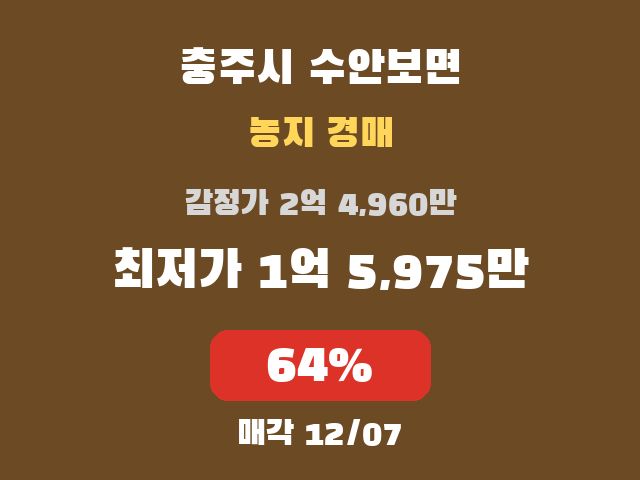 충주시 수안보면
농지 경매
감정가 2억 4,960만
최저가 1억 5,975만
64%
매각 12/07